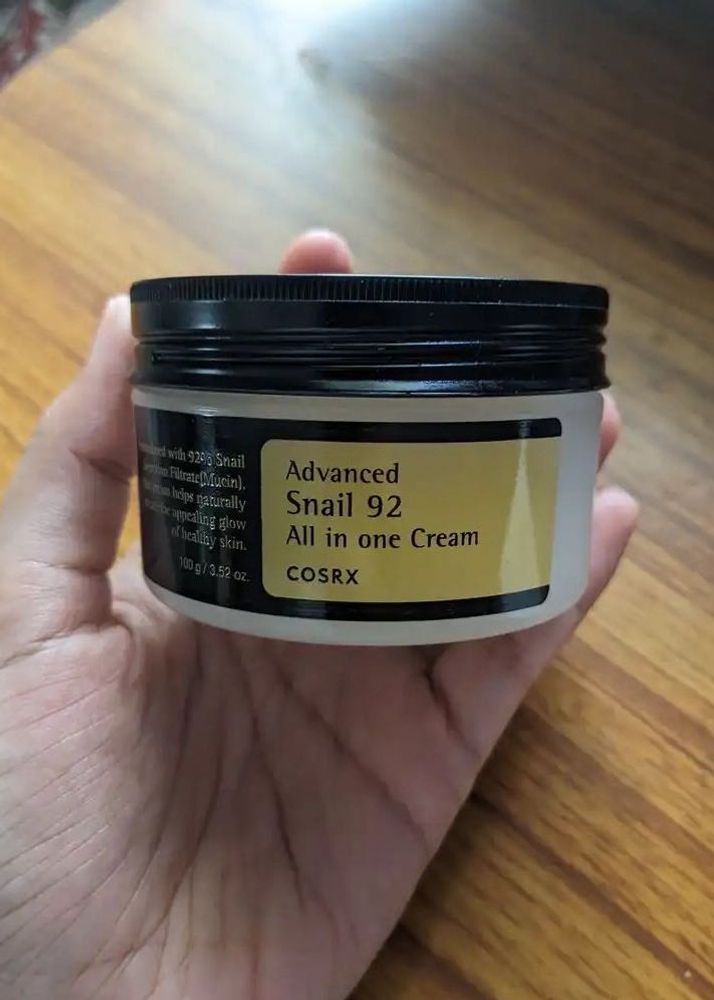 with 92% Snail
Filtrate(Mucin).
helps naturally
the appealing glow
of healthy skin.
100 g / 3.52 oz.
Advanced
Snail 92
All in one Cream
COSRX